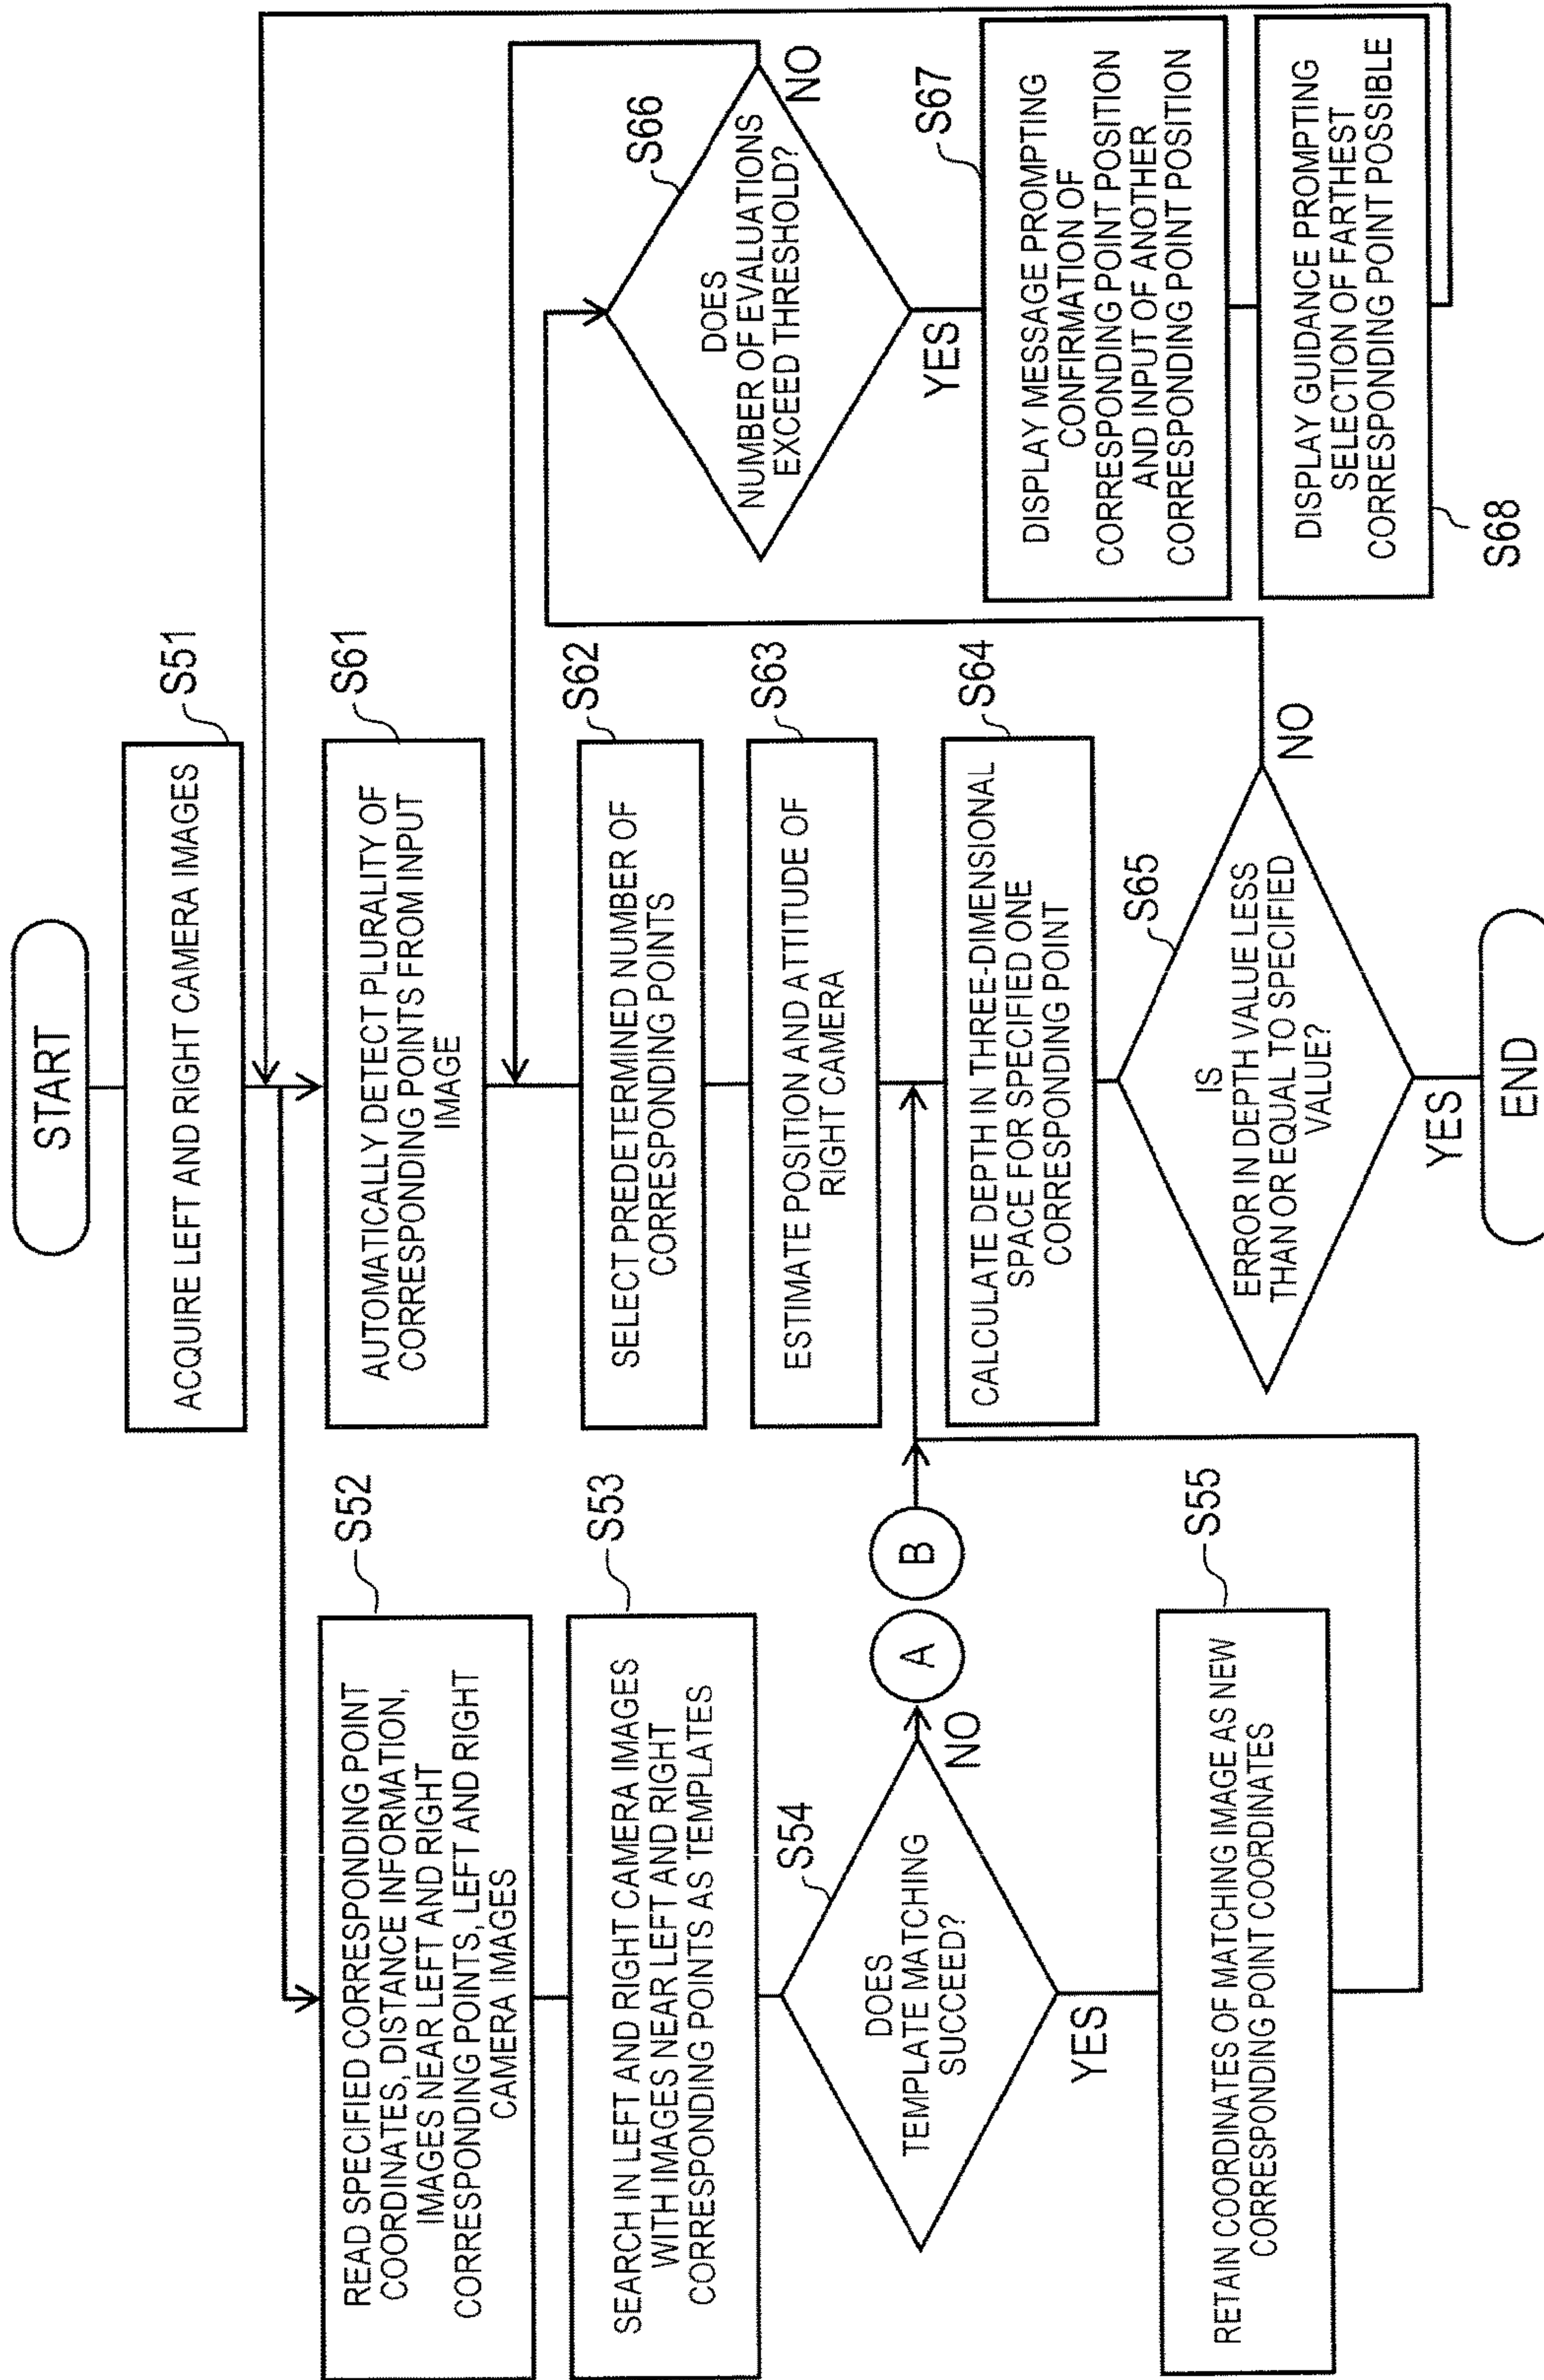 START
S51
ACQUIRE LEFT AND RIGHT CAMERA IMAGES
S52
READ SPECIFIED CORRESPONDING POINT
COORDINATES, DISTANCE INFORMATION,
IMAGES NEAR LEFT AND RIGHT
CORRESPONDING POINTS, LEFT AND RIGHT
CAMERA IMAGES
S53
SEARCH IN LEFT AND RIGHT CAMERA IMAGES
WITH IMAGES NEAR LEFT AND RIGHT
CORRESPONDING POINTS AS TEMPLATES
S54
DOES
TEMPLATE MATCHING
SUCCEED?
NO
A
B
YES
S55
RETAIN COORDINATES OF MATCHING IMAGE AS NEW
CORRESPONDING POINT COORDINATES
S61
AUTOMATICALLY DETECT PLURALITY OF
CORRESPONDING POINTS FROM INPUT
IMAGE
S62
SELECT PREDETERMINED NUMBER OF
CORRESPONDING POINTS
S63
ESTIMATE POSITION AND ATTITUDE OF
RIGHT CAMERA
S64
CALCULATE DEPTH IN THREE-DIMENSIONAL
SPACE FOR SPECIFIED ONE
CORRESPONDING POINT
S65
IS
ERROR IN DEPTH VALUE LESS
THAN OR EQUAL TO SPECIFIED
VALUE?
NO
YES
END
S66
DOES
NUMBER OF EVALUATIONS
EXCEED THRESHOLD?
NO
YES
S67
DISPLAY MESSAGE PROMPTING
CONFIRMATION OF
CORRESPONDING POINT POSITION
AND INPUT OF ANOTHER
CORRESPONDING POINT POSITION
DISPLAY GUIDANCE PROMPTING
SELECTION OF FARTHEST
CORRESPONDING POINT POSSIBLE
S68